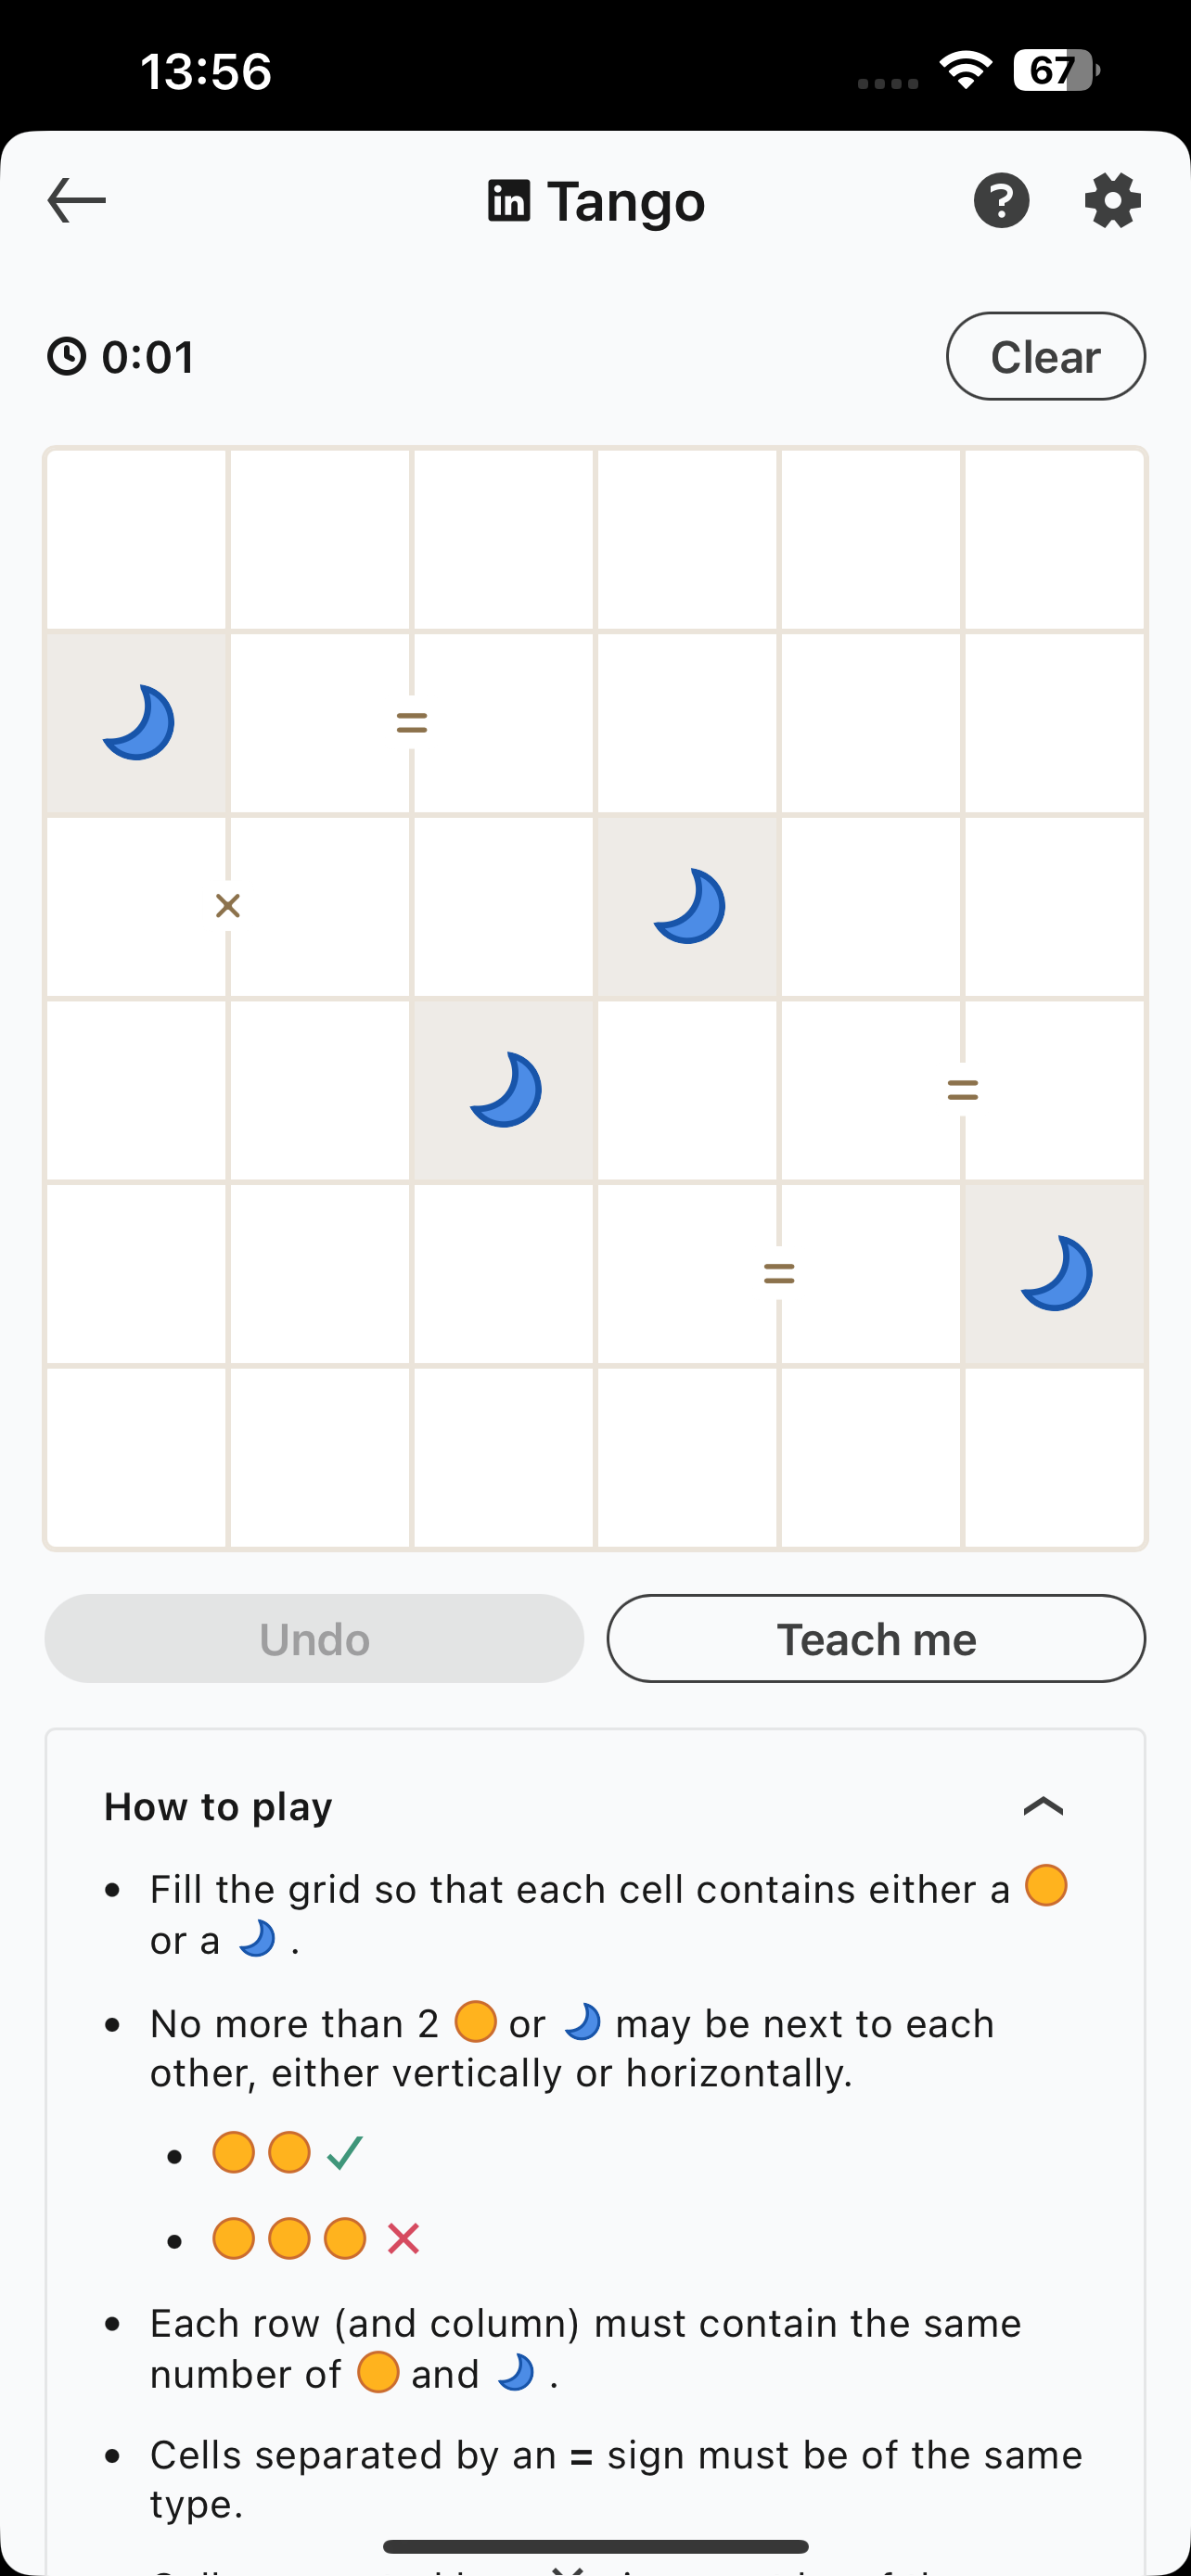 13:56
67
in Tango
?
0:01
Clear
=
×
=
=
Undo
Teach me
How to play
• Fill the grid so that each cell contains either a
or a .
• No more than 2 or may be next to each
other, either vertically or horizontally.
•
•
• Each row (and column) must contain the same
number of and .
• Cells separated by an = sign must be of the same
type.